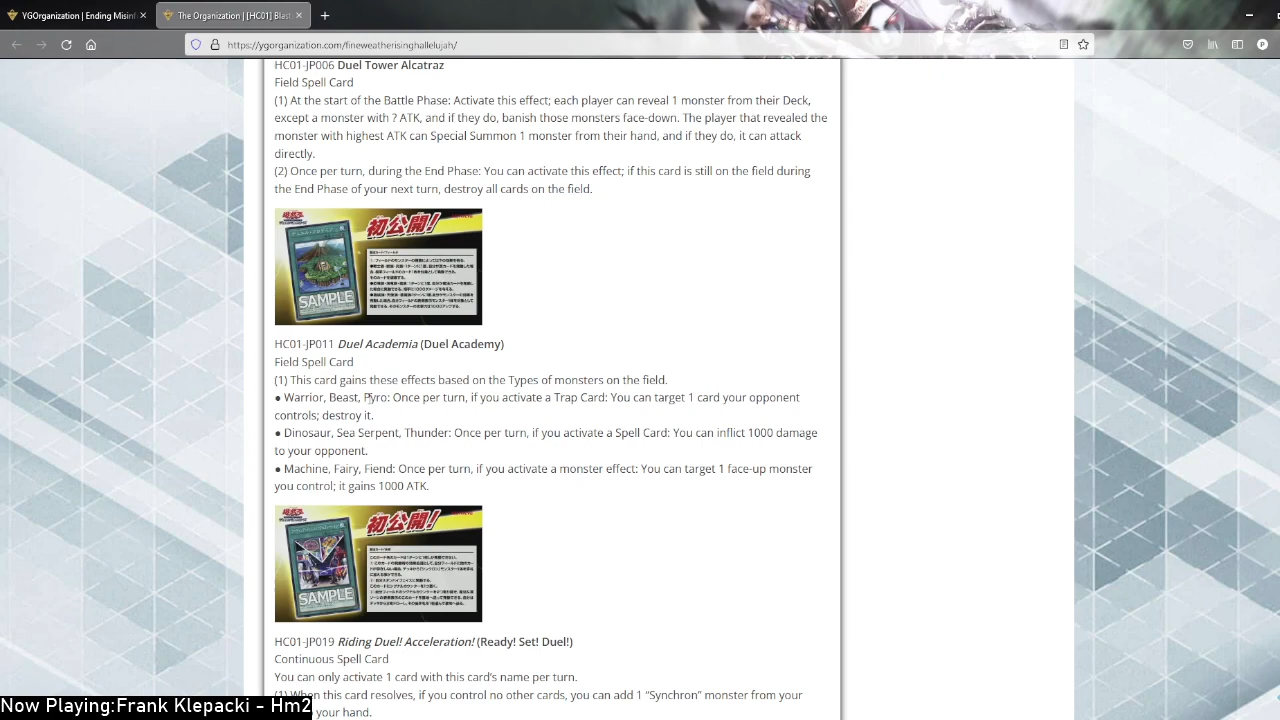 YGOrganization | Ending Misinf
The Organization | [HC01] Blast
https://ygorganization.com/fineweatherisinghallelujah/
HC01-JP006 Duel Tower Alcatraz
Field Spell Card
(1) At the start of the Battle Phase: Activate this effect; each player can reveal 1 monster from their Deck,
except a monster with ? ATK, and if they do, banish those monsters face-down. The player that revealed the
monster with highest ATK can Special Summon 1 monster from their hand, and if they do, it can attack
directly.
(2) Once per turn, during the End Phase: You can activate this effect; if this card is still on the field during
the End Phase of your next turn, destroy all cards on the field.
初公開!
SAMPLE
HC01-JP011 Duel Academia (Duel Academy)
Field Spell Card
(1) This card gains these effects based on the Types of monsters on the field.
● Warrior, Beast, Pyro: Once per turn, if you activate a Trap Card: You can target 1 card your opponent
controls; destroy it.
● Dinosaur, Sea Serpent, Thunder: Once per turn, if you activate a Spell Card: You can inflict 1000 damage
to your opponent.
● Machine, Fairy, Fiend: Once per turn, if you activate a monster effect: You can target 1 face-up monster
you control; it gains 1000 ATK.
初公開!
SAMPLE
HC01-JP019 Riding Duel! Acceleration! (Ready! Set! Duel!)
Continuous Spell Card
You can only activate 1 card with this card's name per turn.
(1) When this card resolves, if you control no other cards, you can add 1 "Synchron" monster from your
your hand.
Now Playing:Frank Klepacki - Hm2